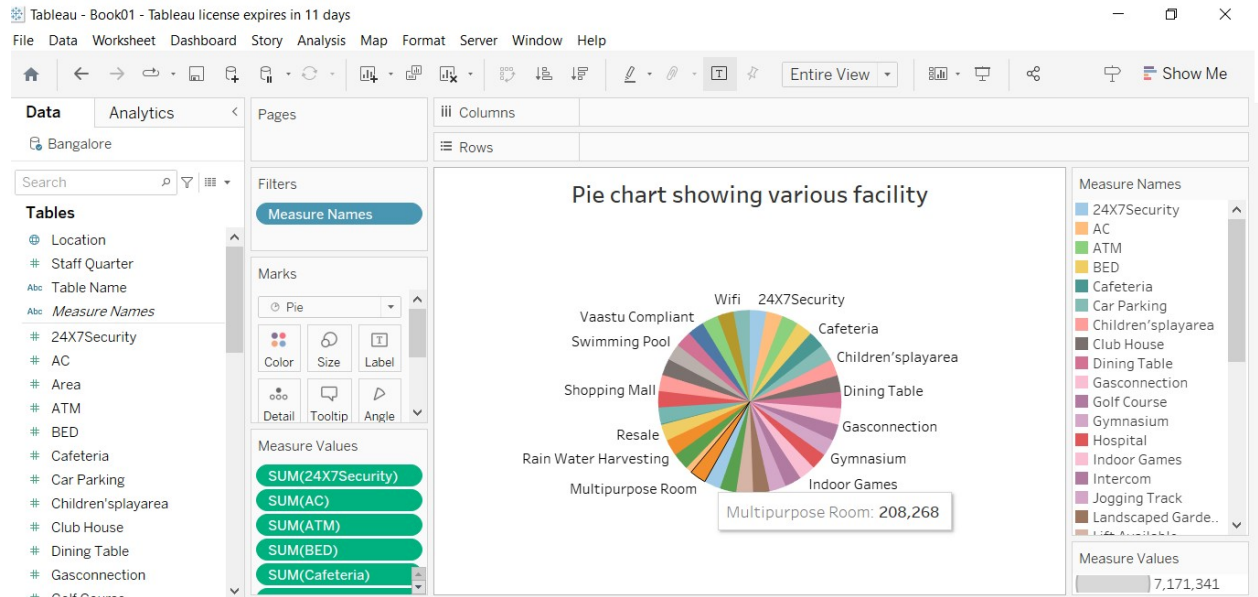 Tableau - Book01 - Tableau license expires in 11 days
File Data Worksheet Dashboard Story Analysis Map Format Server Window Help
Entire View
Show Me
Data Analytics
Bangalore
Search
Tables
Location
Staff Quarter
Abc Table Name
Abc Measure Names
24X7Security
AC
Area
ATM
BED
Cafeteria
Car Parking
Children'splayarea
Club House
Dining Table
Gasconnection
Pages
Filters
Measure Names
Marks
Pie
Color Size Label
Detail Tooltip Angle
Measure Values
SUM(24X7Security)
SUM(AC)
SUM(ATM)
SUM(BED)
SUM(Cafeteria)
Columns
Rows
Pie chart showing various facility
Wifi 24X7Security
Vaastu Compliant
Cafeteria
Swimming Pool
Children'splayarea
Shopping Mall
Dining Table
Gasconnection
Resale
Rain Water Harvesting
Gymnasium
Multipurpose Room
Indoor Games
Multipurpose Room: 208,268
Measure Names
24X7Security
AC
ATM
BED
Cafeteria
Car Parking
Children'splayarea
Club House
Dining Table
Gasconnection
Golf Course
Gymnasium
Hospital
Indoor Games
Intercom
Jogging Track
Landscaped Garde..
Measure Values
7,171,341